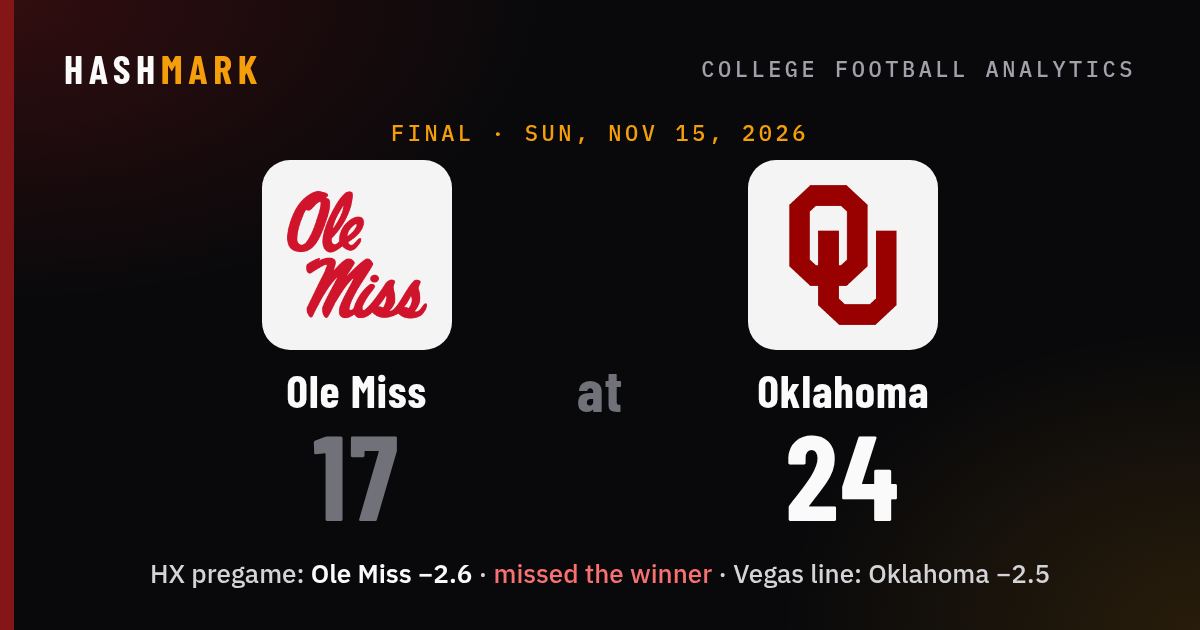 HASHMARK
COLLEGE FOOTBALL ANALYTICS
FINAL · SUN, NOV 15, 2026
Ole
Miss
OU
Ole Miss
at
Oklahoma
17
24
HX pregame: Ole Miss −2.6 · missed the winner · Vegas line: Oklahoma −2.5